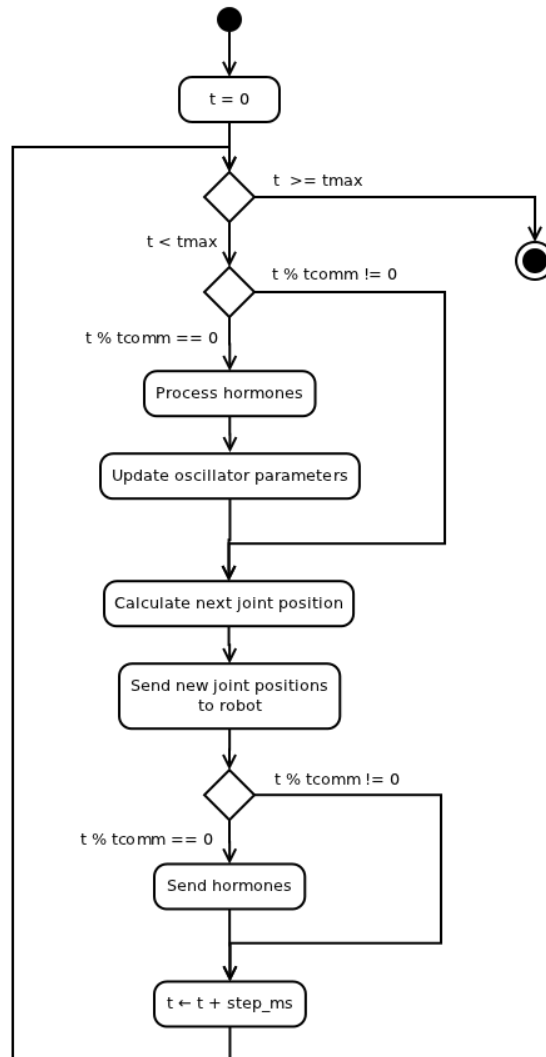 t = 0
t  >= tmax
t < tmax
t % tcomm != 0
t % tcomm == 0
Process hormones
Update oscillator parameters
Calculate next joint position
Send new joint positions
to robot
t % tcomm != 0
t % tcomm == 0
Send hormones
t ← t + step_ms